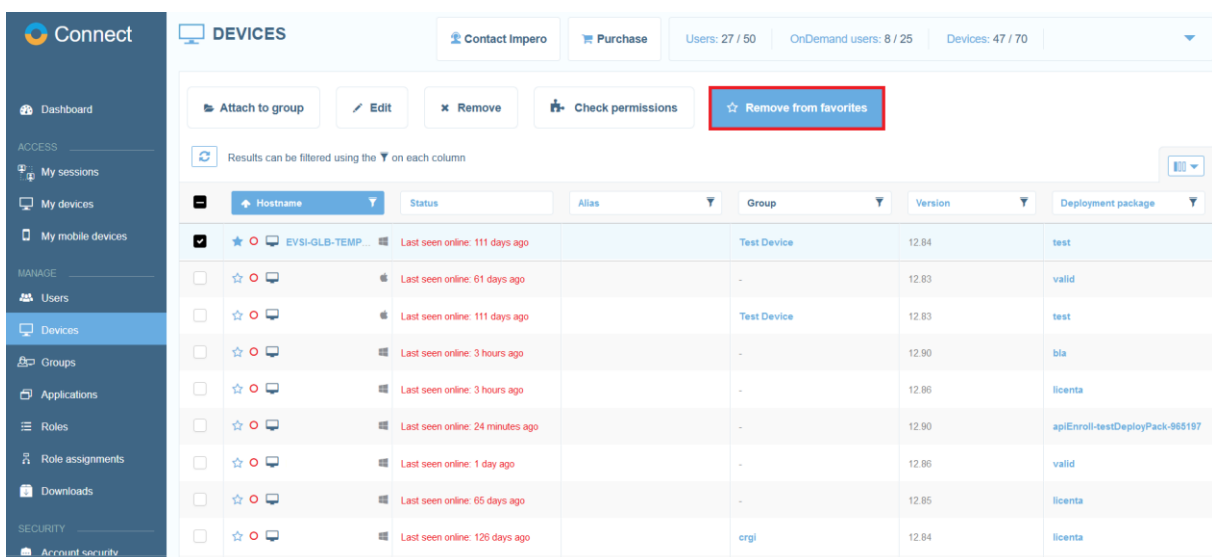 Connect
DEVICES
Contact Impero
Purchase
Users: 27 / 50
OnDemand users: 8 / 25
Devices: 47 / 70
Dashboard
ACCESS
My sessions
My devices
My mobile devices
MANAGE
Users
Devices
Groups
Applications
Roles
Role assignments
Downloads
SECURITY
Account security
Attach to group
Edit
Remove
Check permissions
Remove from favorites
Results can be filtered using the on each column
Hostname Status Alias Group Version Deployment package
EVSI-GLB-TEMP... Last seen online: 111 days ago Test Device 12.84 test
Last seen online: 61 days ago - 12.83 valid
Last seen online: 111 days ago Test Device 12.83 test
Last seen online: 3 hours ago - 12.90 bla
Last seen online: 3 hours ago - 12.86 licenta
Last seen online: 24 minutes ago - 12.90 apiEnroll-testDeployPack-965197
Last seen online: 1 day ago - 12.86 valid
Last seen online: 65 days ago - 12.85 licenta
Last seen online: 126 days ago crgi 12.84 licenta